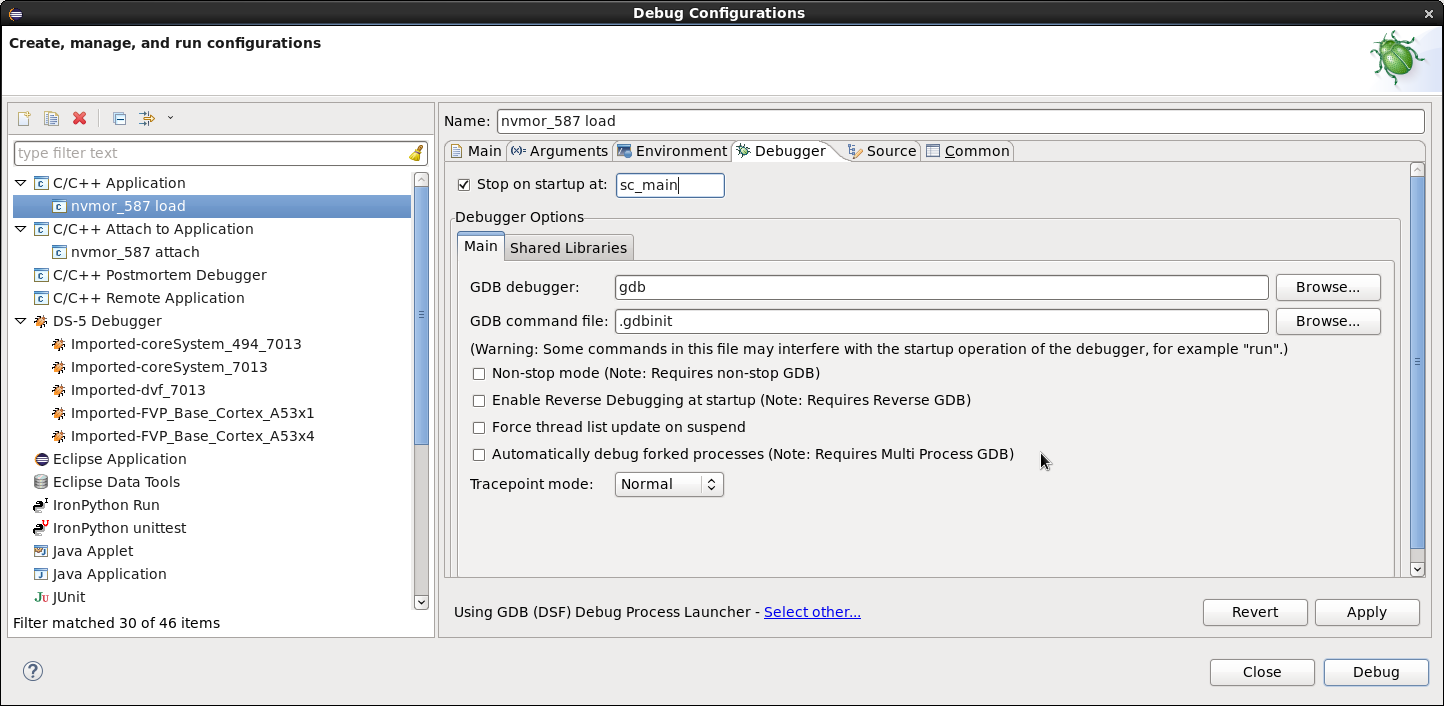 Debug Configurations
Create, manage, and run configurations
type filter text
C/C++ Application
nvmor_587 load
C/C++ Attach to Application
nvmor_587 attach
C/C++ Postmortem Debugger
C/C++ Remote Application
DS-5 Debugger
Imported-coreSystem_494_7013
Imported-coreSystem_7013
Imported-dvf_7013
Imported-FVP_Base_Cortex_A53x1
Imported-FVP_Base_Cortex_A53x4
Eclipse Application
Eclipse Data Tools
IronPython Run
IronPython unittest
Java Applet
Java Application
JUnit
Filter matched 30 of 46 items
Name: nvmor_587 load
Main Arguments Environment Debugger Source Common
Stop on startup at: sc_main
Debugger Options
Main Shared Libraries
GDB debugger: gdb Browse...
GDB command file: .gdbinit Browse...
(Warning: Some commands in this file may interfere with the startup operation of the debugger, for example "run".)
Non-stop mode (Note: Requires non-stop GDB)
Enable Reverse Debugging at startup (Note: Requires Reverse GDB)
Force thread list update on suspend
Automatically debug forked processes (Note: Requires Multi Process GDB)
Tracepoint mode: Normal
Using GDB (DSF) Debug Process Launcher - Select other...
Revert Apply
Close Debug